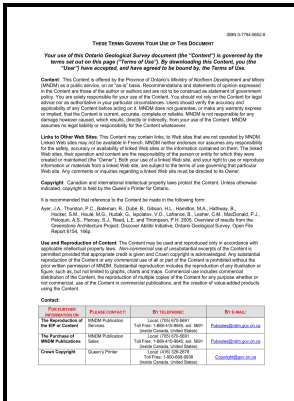 ISBN 0-7794-9652-8
THESE TERMS GOVERN YOUR USE OF THIS DOCUMENT
Your use of this Ontario Geological Survey document (the "Content") is governed by the
terms set out on this page ("Terms of Use"). By downloading this Content, you (the
"User") have accepted, and have agreed to be bound by, the Terms of Use.
Content: This Content is offered by the Province of Ontario's Ministry of Northern Development and Mines
(MNDM) as a public service, on an "as-is" basis. Recommendations and statements of opinion expressed
in the Content are those of the author or authors and are not to be construed as statement of government
policy. You are solely responsible for your use of the Content. You should not rely on the Content for legal
advice nor as authoritative in your particular circumstances. Users should verify the accuracy and
applicability of any Content before acting on it. MNDM does not guarantee, or make any warranty express
or implied, that the Content is current, accurate, complete or reliable. MNDM is not responsible for any
damage however caused, which results, directly or indirectly, from your use of the Content. MNDM
assumes no legal liability or responsibility for the Content whatsoever.
Links to Other Web Sites: This Content may contain links, to Web sites that are not operated by MNDM.
Linked Web sites may not be available in French. MNDM neither endorses nor assumes any responsibility
for the safety, accuracy or availability of linked Web sites or the information contained on them. The linked
Web sites, their operation and content are the responsibility of the person or entity for which they were
created or maintained (the "Owner"). Both your use of a linked Web site, and your right to use or reproduce
information or materials from a linked Web site, are subject to the terms of use governing that particular
Web site. Any comments or inquiries regarding a linked Web site must be directed to its Owner.
Copyright: Canadian and international intellectual property laws protect the Content. Unless otherwise
indicated, copyright is held by the Queen's Printer for Ontario.
It is recommended that reference to the Content be made in the following form:
Ayer, J.A., Thurston, P.C., Bateman, R., Dubé, B., Gibson, H.L., Hamilton, M.A., Hathway, B.,
Hocker, S.M., Houlé, M.G., Hudak, G., Ispolatov, V.O., Lafrance, B., Lesher, C.M., MacDonald, P.J.,
Péloquin, A.S., Piercey, S.J., Reed, L.E. and Thompson, P.H. 2005. Overview of results from the
Greenstone Architecture Project: Discover Abitibi Initiative; Ontario Geological Survey, Open File
Report 6154, 146p.
Use and Reproduction of Content: The Content may be used and reproduced only in accordance with
applicable intellectual property laws. Non-commercial use of unsubstantial excerpts of the Content is
permitted provided that appropriate credit is given and Crown copyright is acknowledged. Any substantial
reproduction of the Content or any commercial use of all or part of the Content is prohibited without the
prior written permission of MNDM. Substantial reproduction includes the reproduction of any illustration or
figure, such as, but not limited to graphs, charts and maps. Commercial use includes commercial
distribution of the Content, the reproduction of multiple copies of the Content for any purpose whether or
not commercial, use of the Content in commercial publications, and the creation of value-added products
using the Content.
Contact:
FOR FURTHER INFORMATION ON PLEASE CONTACT: BY TELEPHONE: BY E-MAIL:
The Reproduction of MNDM Publication Local: (705) 670-5691
the EIP or Content Services Toll Free: 1-888-415-9845, ext. 5691 Pubsales@ndm.gov.on.ca
(inside Canada, United States)
The Purchase of MNDM Publication Local: (705) 670-5691
MNDM Publications Sales Toll Free: 1-888-415-9845, ext. 5691 Pubsales@ndm.gov.on.ca
(inside Canada, United States)
Crown Copyright Queen's Printer Local: (416) 326-2678
Toll Free: 1-800-668-9938 Copyright@gov.on.ca
(inside Canada, United States)